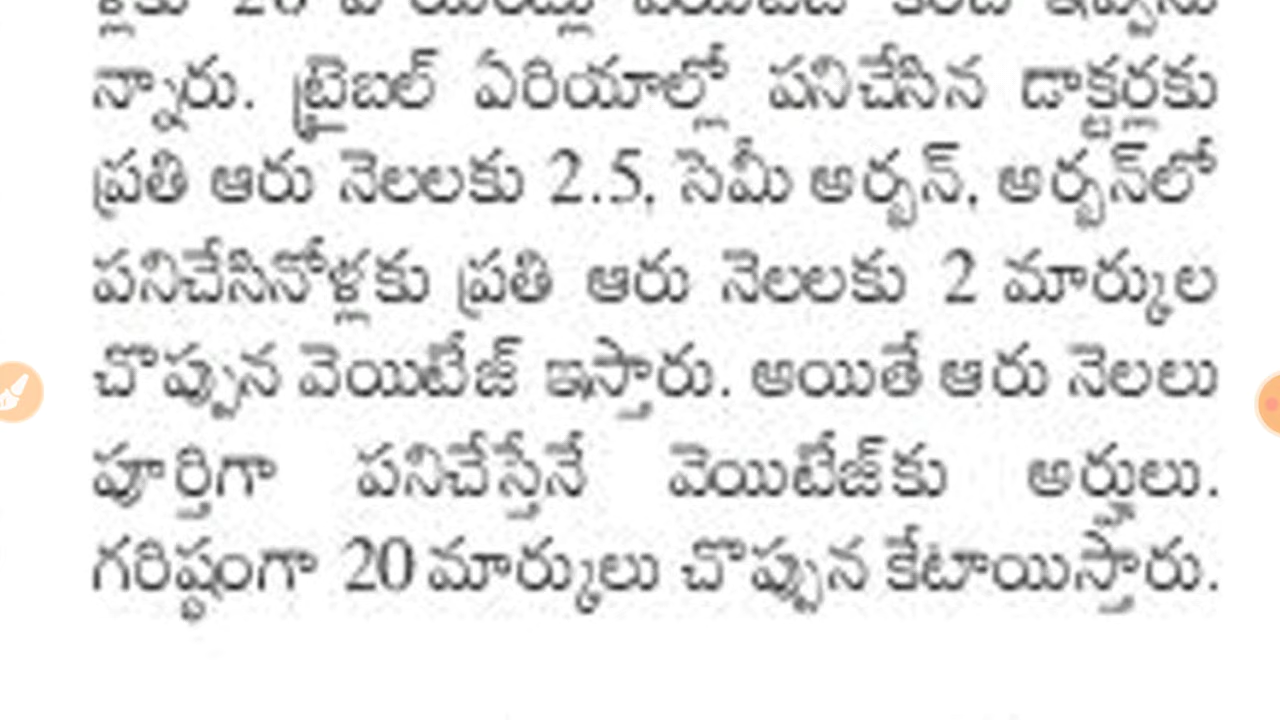 న్నారు. ట్రైబల్ ఏరియాల్లో పనిచేసిన డాక్టర్లకు
ప్రతి ఆరు నెలలకు 2.5, సెమీ అర్బన్, అర్బన్‌లో
పనిచేసినోళ్లకు ప్రతి ఆరు నెలలకు 2 మార్కుల
చొప్పున వెయిటేజ్ ఇస్తారు. అయితే ఆరు నెలలు
పూర్తిగా పనిచేస్తేనే వెయిటేజ్‌కు అర్హులు.
గరిష్ఠంగా 20 మార్కులు చొప్పున కేటాయిస్తారు.